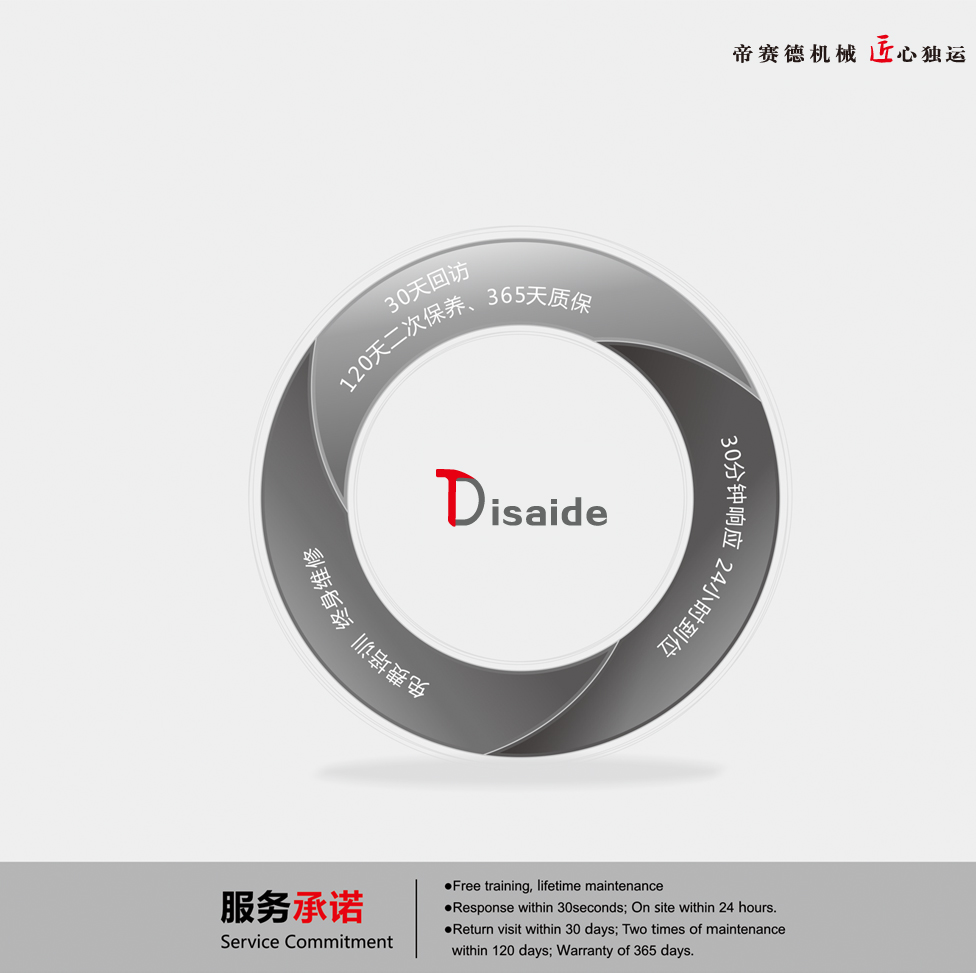 帝赛德机械 匠心独运
30天回访
120天二次保养、365天质保
30分钟响应 24小时到位
免费培训 终身维修
Disaide
服务承诺
Service Commitment
●Free training, lifetime maintenance
●Response within 30seconds; On site within 24 hours.
●Return visit within 30 days; Two times of maintenance
within 120 days; Warranty of 365 days.